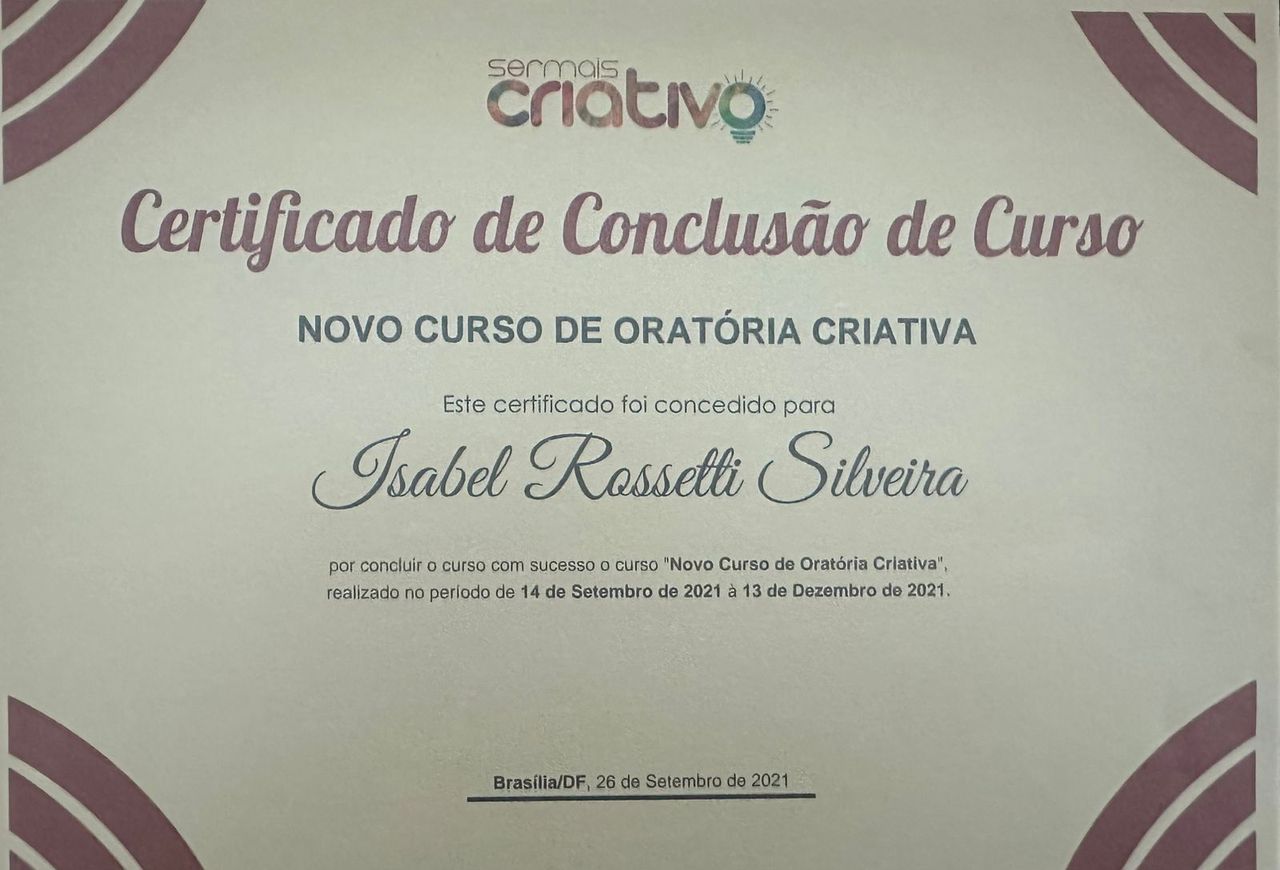 sermais
criativo
Certificado de Conclusão de Curso
NOVO CURSO DE ORATÓRIA CRIATIVA
Este certificado foi concedido para
Isabel Rossetti Silveira
por concluir o curso com sucesso o curso "Novo Curso de Oratória Criativa",
realizado no período de 14 de Setembro de 2021 à 13 de Dezembro de 2021.
Brasília/DF, 26 de Setembro de 2021